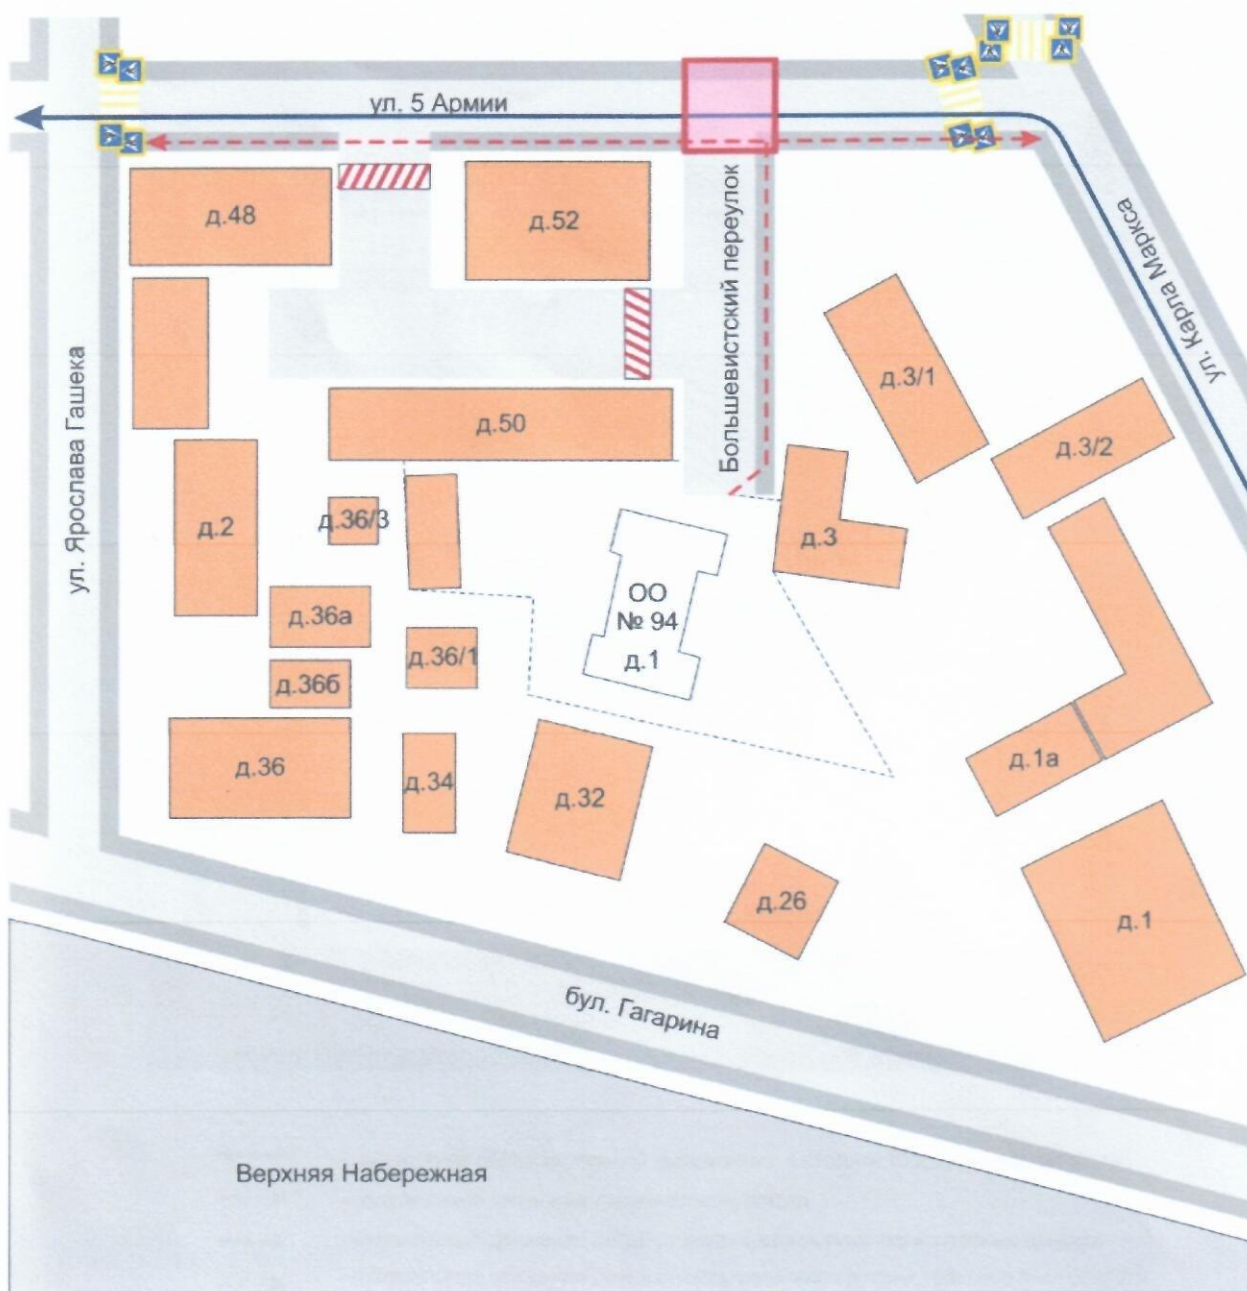 ул. 5 Армии
д.48
д.52
Большевистский переулок
ул. Карла Маркса
ул. Ярослава Гашека
д.3/1
д.50
д.3/2
д.2
д.36/3
д.3
ОО
№ 94
д.1
д.36а
д.36/1
д.36б
д.36
д.34
д.32
д.1а
д.26
д.1
бул. Гагарина
Верхняя Набережная